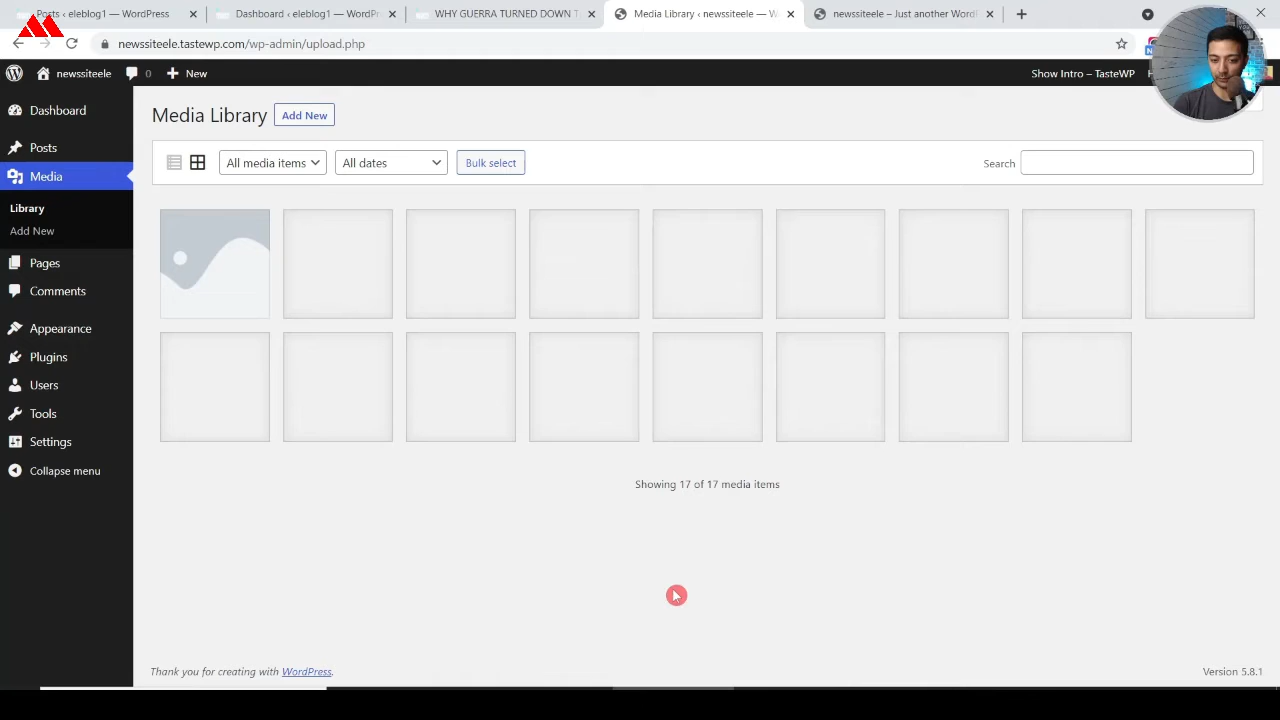 Posts ‹ eleblog1 — WordPress
Dashboard ‹ eleblog1 — WordPr
WHY GUERRA TURNED DOWN T
Media Library ‹ newssiteele — W
newssiteele – Just another WordP
newssiteele.tastewp.com/wp-admin/upload.php
newssiteele
0
New
Show Intro – TasteWP
Dashboard
Posts
Media
Library
Add New
Pages
Comments
Appearance
Plugins
Users
Tools
Settings
Collapse menu
Media Library
Add New
All media items
All dates
Bulk select
Search
Showing 17 of 17 media items
Thank you for creating with WordPress.
Version 5.8.1